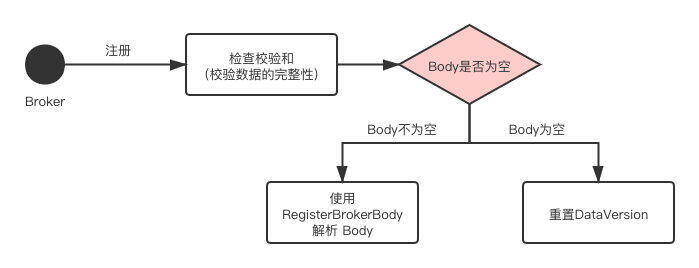 注册
Broker
检查校验和
（校验数据的完整性）
Body是否为空
Body不为空
Body为空
使用
RegisterBrokerBody
解析 Body
重置DataVersion